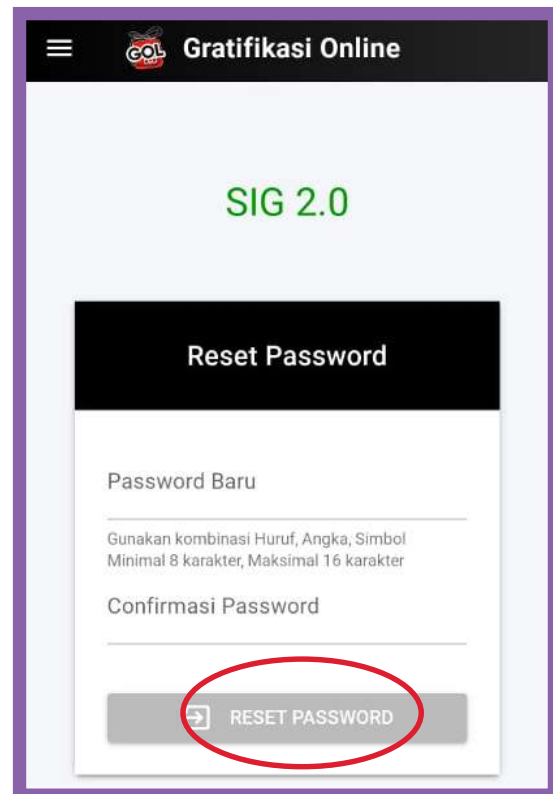 GOL
Gratifikasi Online
SIG 2.0
Reset Password
Password Baru
Gunakan kombinasi Huruf, Angka, Simbol
Minimal 8 karakter, Maksimal 16 karakter
Confirmasi Password
RESET PASSWORD